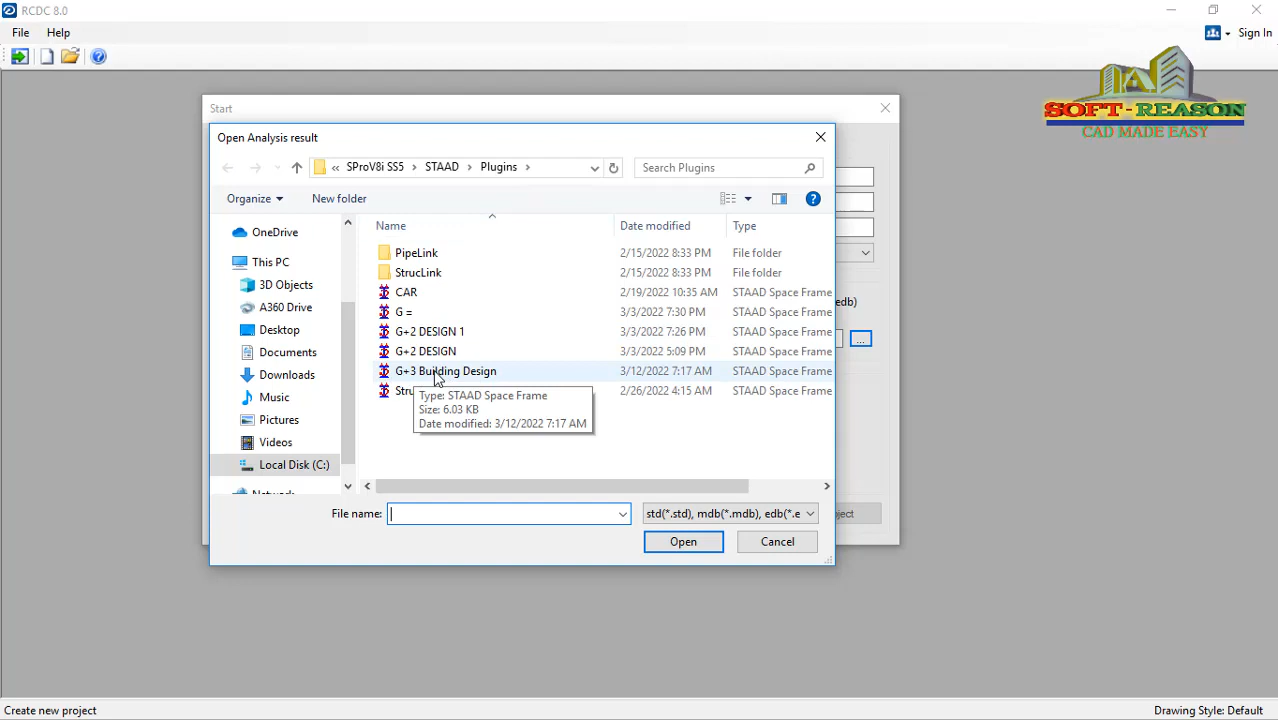 RCDC 8.0
File Help
Sign In
SOFT-REASON
CAD MADE EASY
Start
Open Analysis result
« SProV8i SS5 › STAAD › Plugins ›
Search Plugins
Organize
New folder
Name
Date modified
Type
OneDrive
This PC
3D Objects
A360 Drive
Desktop
Documents
Downloads
Music
Pictures
Videos
Local Disk (C:)
Network
PipeLink 2/15/2022 8:33 PM File folder
StrucLink 2/15/2022 8:33 PM File folder
CAR 2/19/2022 10:35 AM STAAD Space Frame
G = 3/3/2022 7:30 PM STAAD Space Frame
G+2 DESIGN 1 3/3/2022 7:26 PM STAAD Space Frame
G+2 DESIGN 3/3/2022 5:09 PM STAAD Space Frame
G+3 Building Design 3/12/2022 7:17 AM STAAD Space Frame
Stru 2/26/2022 4:15 AM STAAD Space Frame
Type: STAAD Space Frame
Size: 6.03 KB
Date modified: 3/12/2022 7:17 AM
edb)
...
File name:
std(*.std), mdb(*.mdb), edb(*.e
Open
Cancel
oject
Create new project
Drawing Style: Default